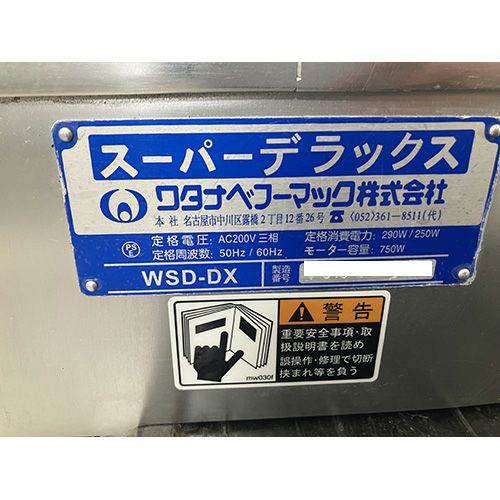 スーパーデラックス
ワタナベフーマック株式会社
本社 名古屋市中川区露橋2丁目12番26号 ☎〈052〉361-8511(代)
PS E 定格電圧: AC200V 三相 定格消費電力: 290W/250W
定格周波数: 50Hz / 60Hz モーター容量: 750W
WSD-DX 製造番号
警告
重要安全事項・取
扱説明書を読め
誤操作・修理で切断
挟まれ等を負う
mw030f